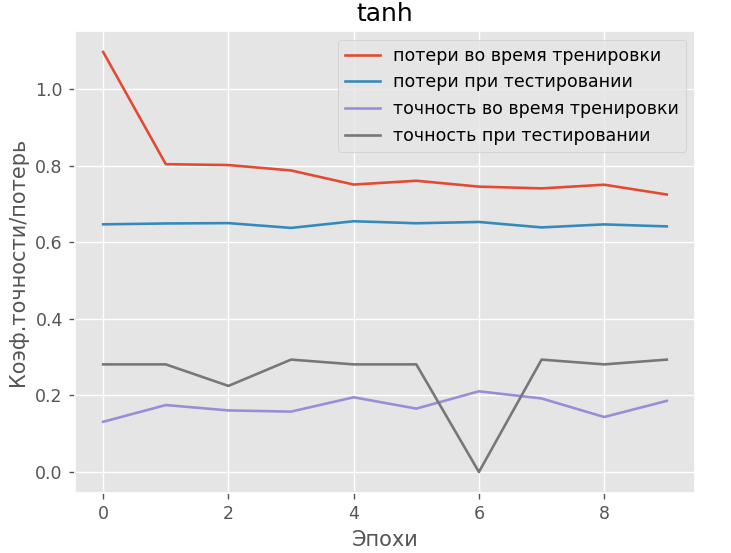 tanh
потери во время тренировки
потери при тестировании
точность во время тренировки
точность при тестировании
Коэф.точности/потерь
1.0
0.8
0.6
0.4
0.2
0.0
0 2 4 6 8
Эпохи